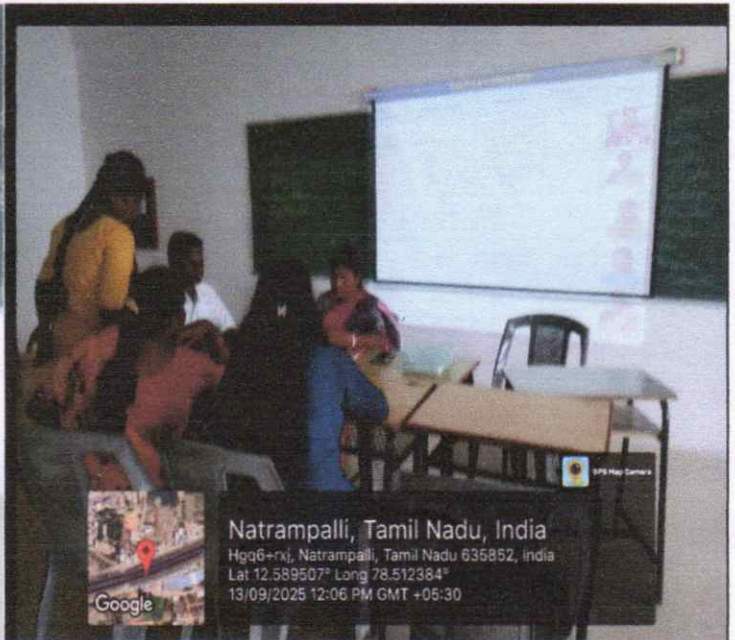 GPS Map Camera
Natrampalli, Tamil Nadu, India
Hgq6+rxj, Natrampalli, Tamil Nadu 635852, India
Lat 12.589507° Long 78.512384°
13/09/2025 12:06 PM GMT +05:30
Google